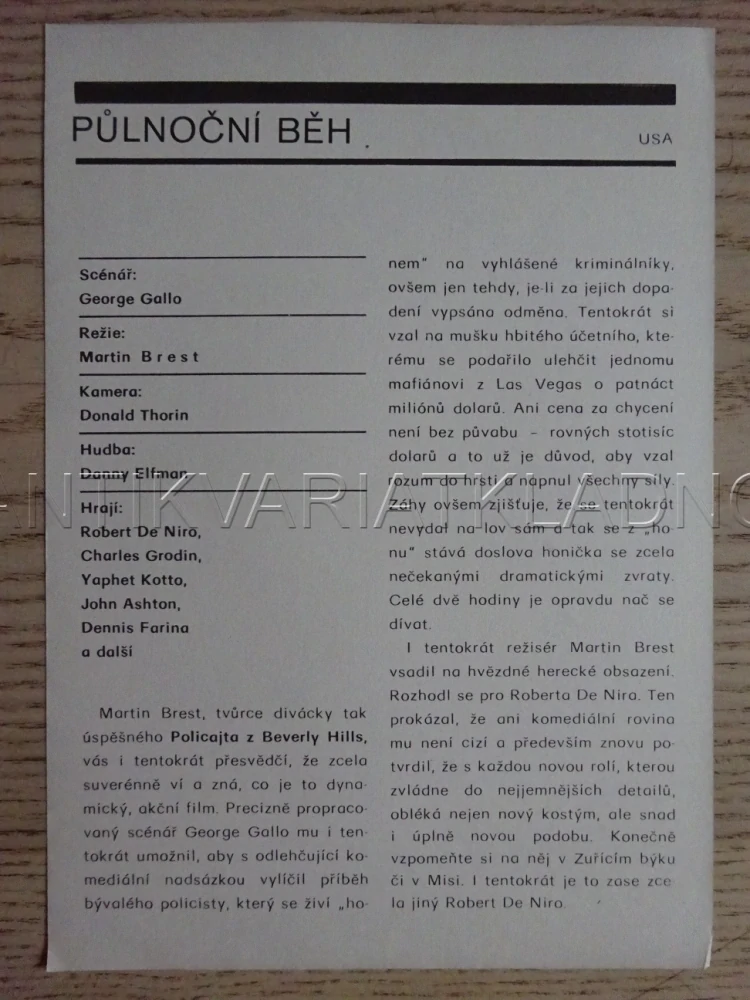 PŮLNOČNÍ BĚH
USA
Scénář:
George Gallo
Režie:
Martin Brest
Kamera:
Donald Thorin
Hudba:
Danny Elfman
Hrají:
Robert De Niro,
Charles Grodin,
Yaphet Kotto,
John Ashton,
Dennis Farina
a další
Martin Brest, tvůrce divácky tak
úspěšného Policajta z Beverly Hills,
vás i tentokrát přesvědčí, že zcela
suverénně ví a zná, co je to dyna-
mický, akční film. Precizně propraco-
vaný scénář George Gallo mu i ten-
tokrát umožnil, aby s odlehčující ko-
mediální nadsázkou vylíčil příběh
bývalého policisty, který se živí „ho-
nem" na vyhlášené kriminálníky,
ovšem jen tehdy, je-li za jejich dopa-
dení vypsána odměna. Tentokrát si
vzal na mušku hbitého účetního, kte-
rému se podařilo ulehčit jednomu
mafiánovi z Las Vegas o patnáct
miliónů dolarů. Ani cena za chycení
není bez půvabu – rovných stotisíc
dolarů a to už je důvod, aby vzal
rozum do hrsti a napnul všechny síly.
Záhy ovšem zjišťuje, že se tentokrát
nevydal na lov sám a tak se z „ho-
nu" stává doslova honička se zcela
nečekanými dramatickými zvraty.
Celé dvě hodiny je opravdu nač se
dívat.
I tentokrát režisér Martin Brest
vsadil na hvězdné herecké obsazení.
Rozhodl se pro Roberta De Nira. Ten
prokázal, že ani komediální rovina
mu není cizí a především znovu po-
tvrdil, že s každou novou rolí, kterou
zvládne do nejjemnějších detailů,
obléká nejen nový kostým, ale snad
i úplně novou podobu. Konečně
vzpomeňte si na něj v Zuřícím býku
či v Misi. I tentokrát je to zase zce
la jiný Robert De Niro.
ANTIKVARIATKLADNO